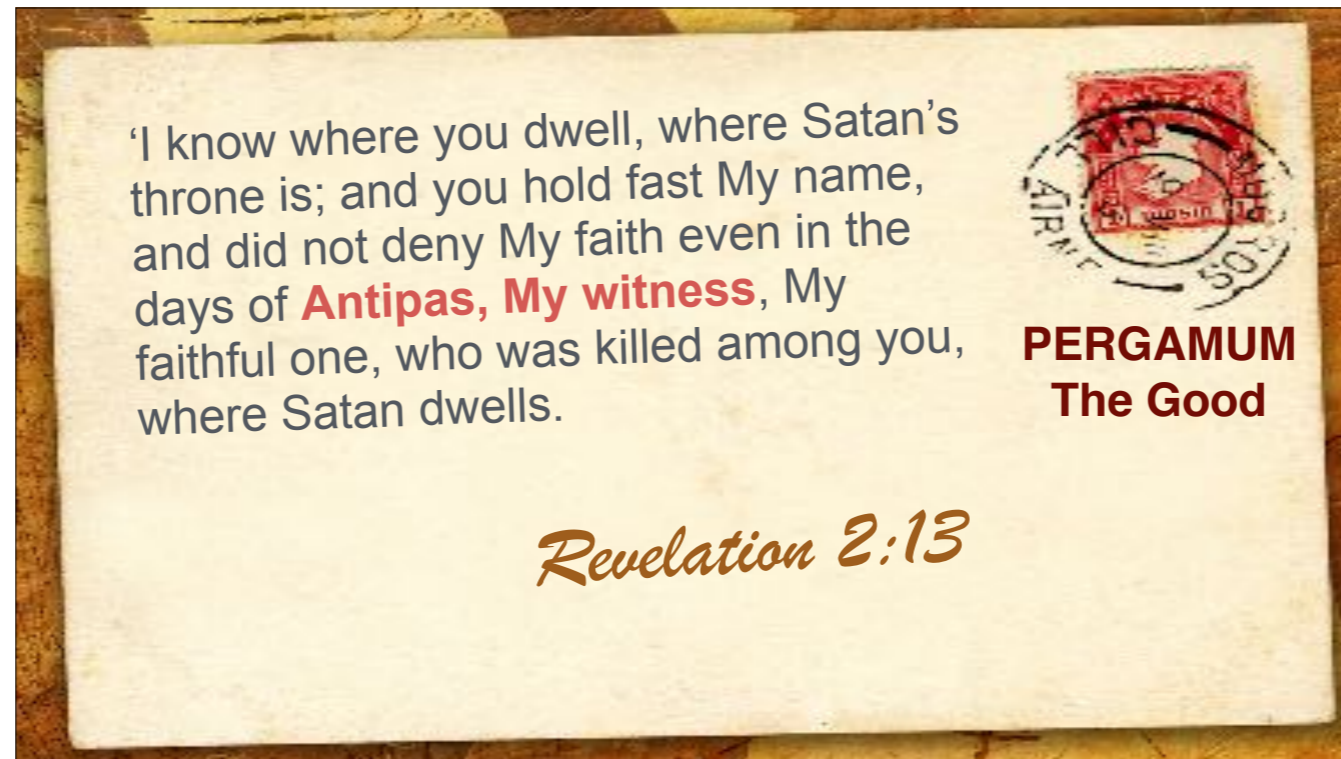 ‘I know where you dwell, where Satan’s
throne is; and you hold fast My name,
and did not deny My faith even in the
days of Antipas, My witness, My
faithful one, who was killed among you,
where Satan dwells.
PERGAMUM
The Good
Revelation 2:13